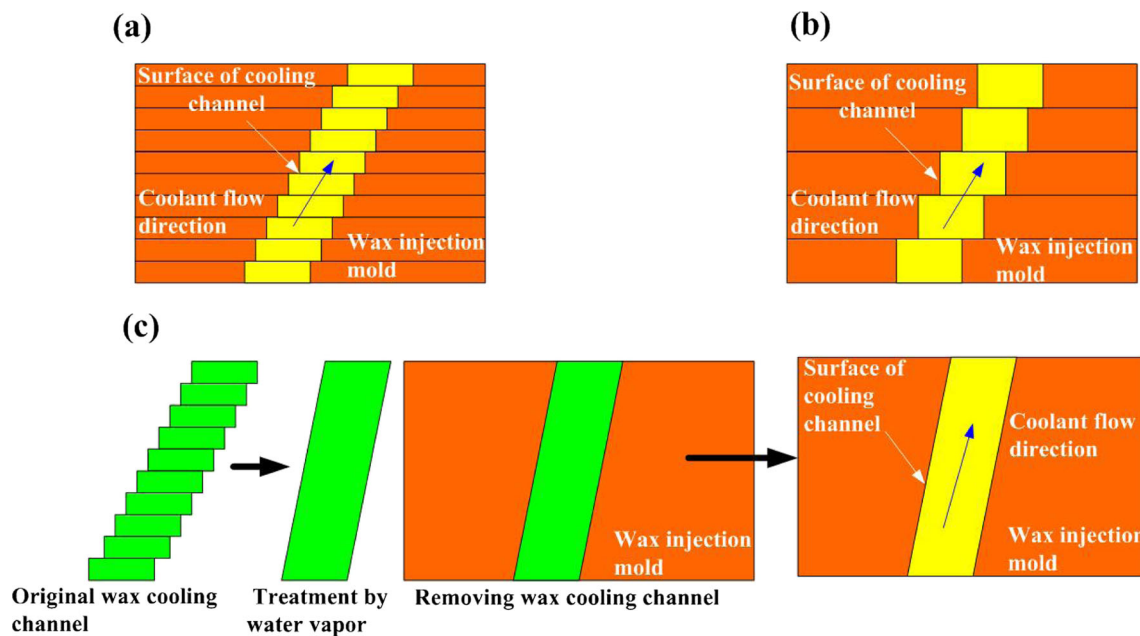 (a)
Surface of cooling
channel
Coolant flow
direction
Wax injection
mold
(b)
Surface of cooling
channel
Coolant flow
direction
Wax injection
mold
(c)
Original wax cooling
channel
Treatment by
water vapor
Wax injection
mold
Removing wax cooling channel
Surface of
cooling
channel
Coolant flow
direction
Wax injection
mold